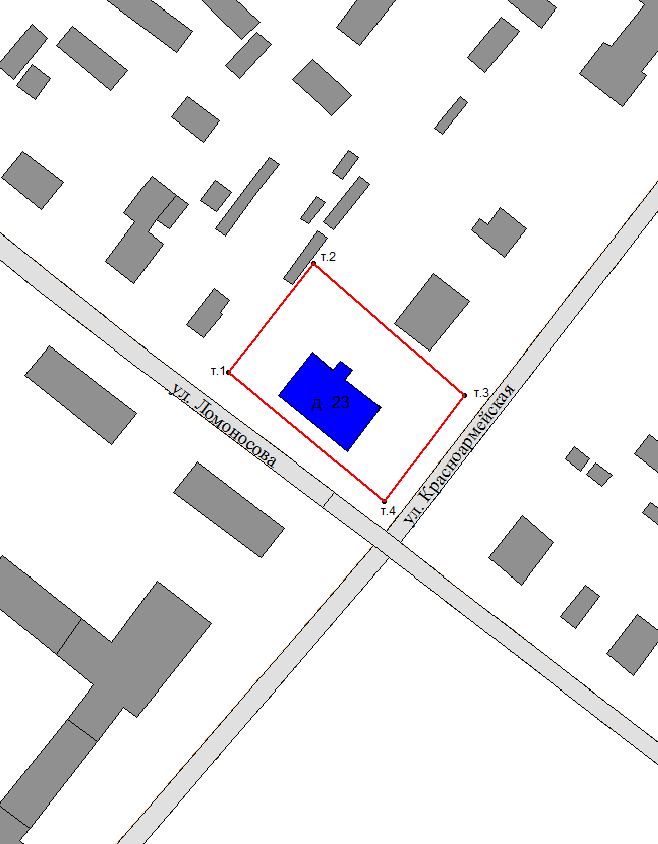 т.2
т.1
т.3
д. 23
ул. Ломоносова
ул. Красноармейская
т.4